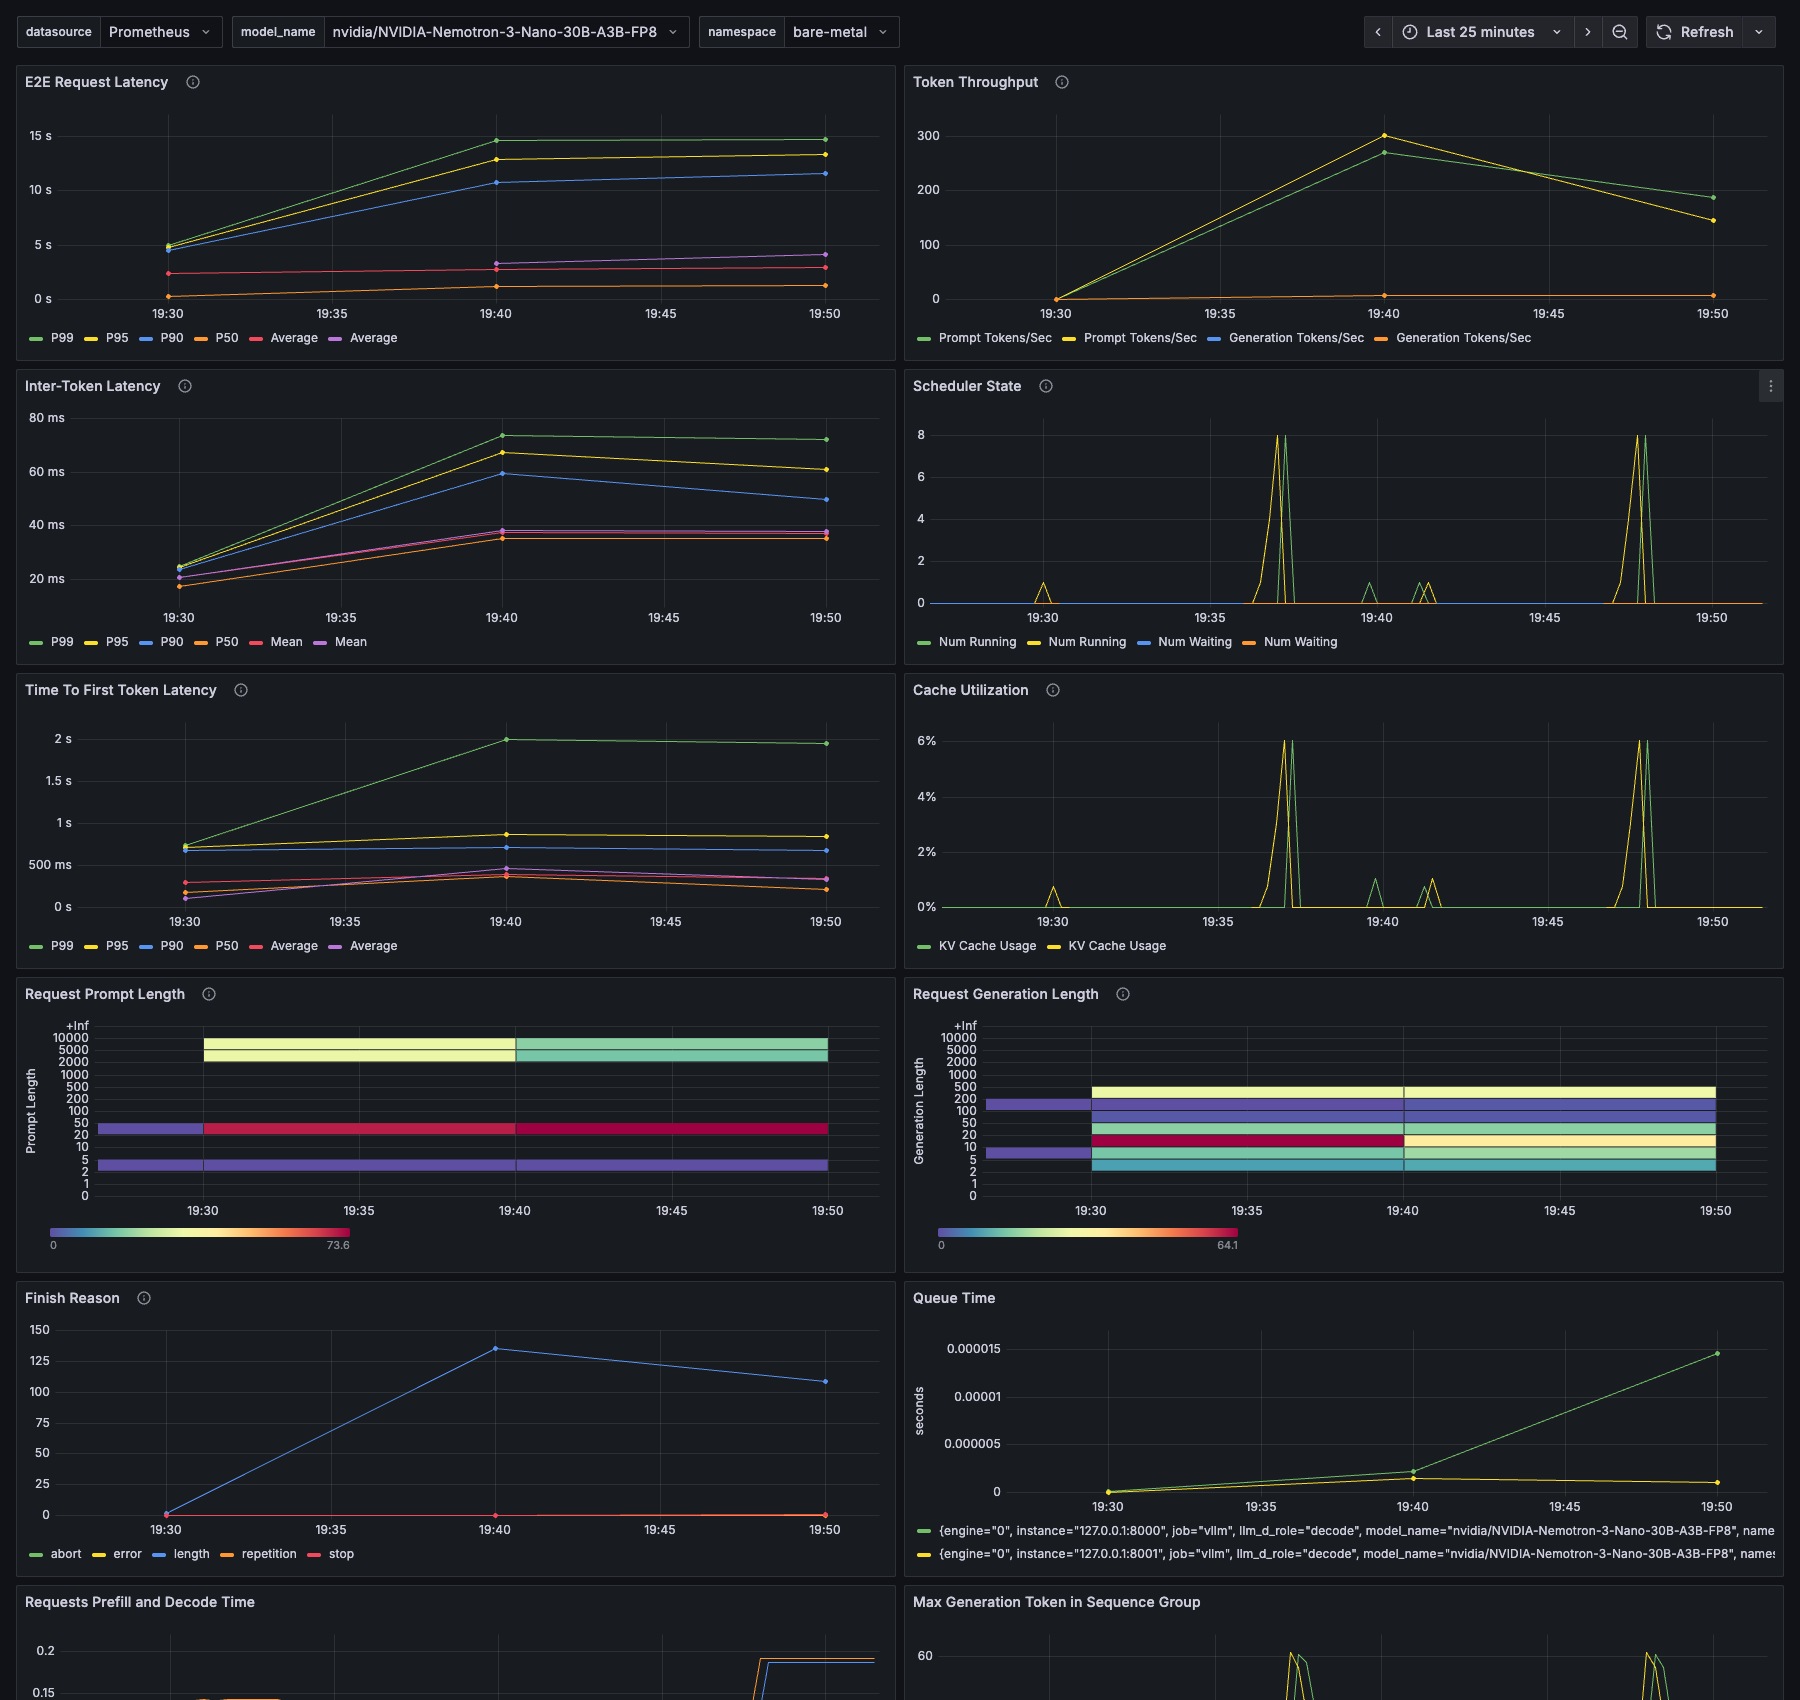 datasource Prometheus model_name nvidia/NVIDIA-Nemotron-3-Nano-30B-A3B-FP8 namespace bare-metal Last 25 minutes Refresh
E2E Request Latency
15 s
10 s
5 s
0 s
19:30 19:35 19:40 19:45 19:50
P99 P95 P90 P50 Average Average
Token Throughput
300
200
100
0
19:30 19:35 19:40 19:45 19:50
Prompt Tokens/Sec Prompt Tokens/Sec Generation Tokens/Sec Generation Tokens/Sec
Inter-Token Latency
80 ms
60 ms
40 ms
20 ms
19:30 19:35 19:40 19:45 19:50
P99 P95 P90 P50 Mean Mean
Scheduler State
8
6
4
2
0
19:30 19:35 19:40 19:45 19:50
Num Running Num Running Num Waiting Num Waiting
Time To First Token Latency
2 s
1.5 s
1 s
500 ms
0 s
19:30 19:35 19:40 19:45 19:50
P99 P95 P90 P50 Average Average
Cache Utilization
6%
4%
2%
0%
19:30 19:35 19:40 19:45 19:50
KV Cache Usage KV Cache Usage
Request Prompt Length
Prompt Length
+Inf
10000
5000
2000
1000
500
200
100
50
20
10
5
2
1
0
19:30 19:35 19:40 19:45 19:50
0 73.6
Request Generation Length
Generation Length
+Inf
10000
5000
2000
1000
500
200
100
50
20
10
5
2
1
0
19:30 19:35 19:40 19:45 19:50
0 64.1
Finish Reason
150
125
100
75
50
25
0
19:30 19:35 19:40 19:45 19:50
abort error length repetition stop
Queue Time
seconds
0.000015
0.00001
0.000005
0
19:30 19:35 19:40 19:45 19:50
{engine="0", instance="127.0.0.1:8000", job="vllm", llm_d_role="decode", model_name="nvidia/NVIDIA-Nemotron-3-Nano-30B-A3B-FP8", name
{engine="0", instance="127.0.0.1:8001", job="vllm", llm_d_role="decode", model_name="nvidia/NVIDIA-Nemotron-3-Nano-30B-A3B-FP8", names
Requests Prefill and Decode Time
0.2
0.15
Max Generation Token in Sequence Group
60